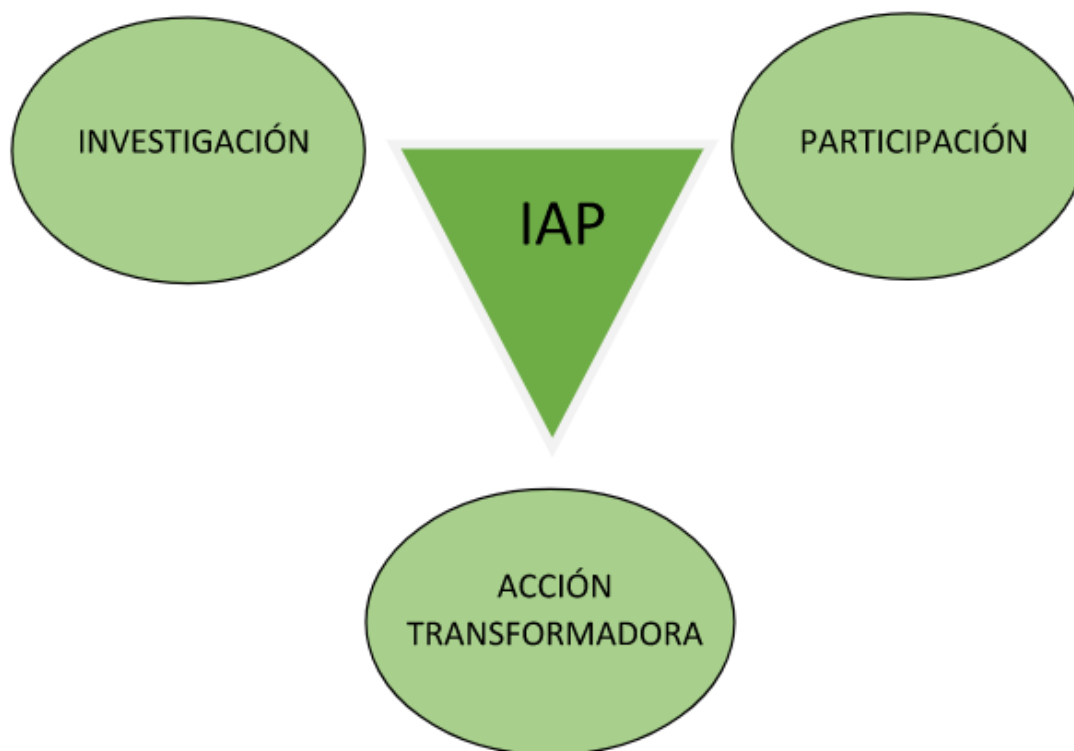 INVESTIGACIÓN
PARTICIPACIÓN
IAP
ACCIÓN
TRANSFORMADORA